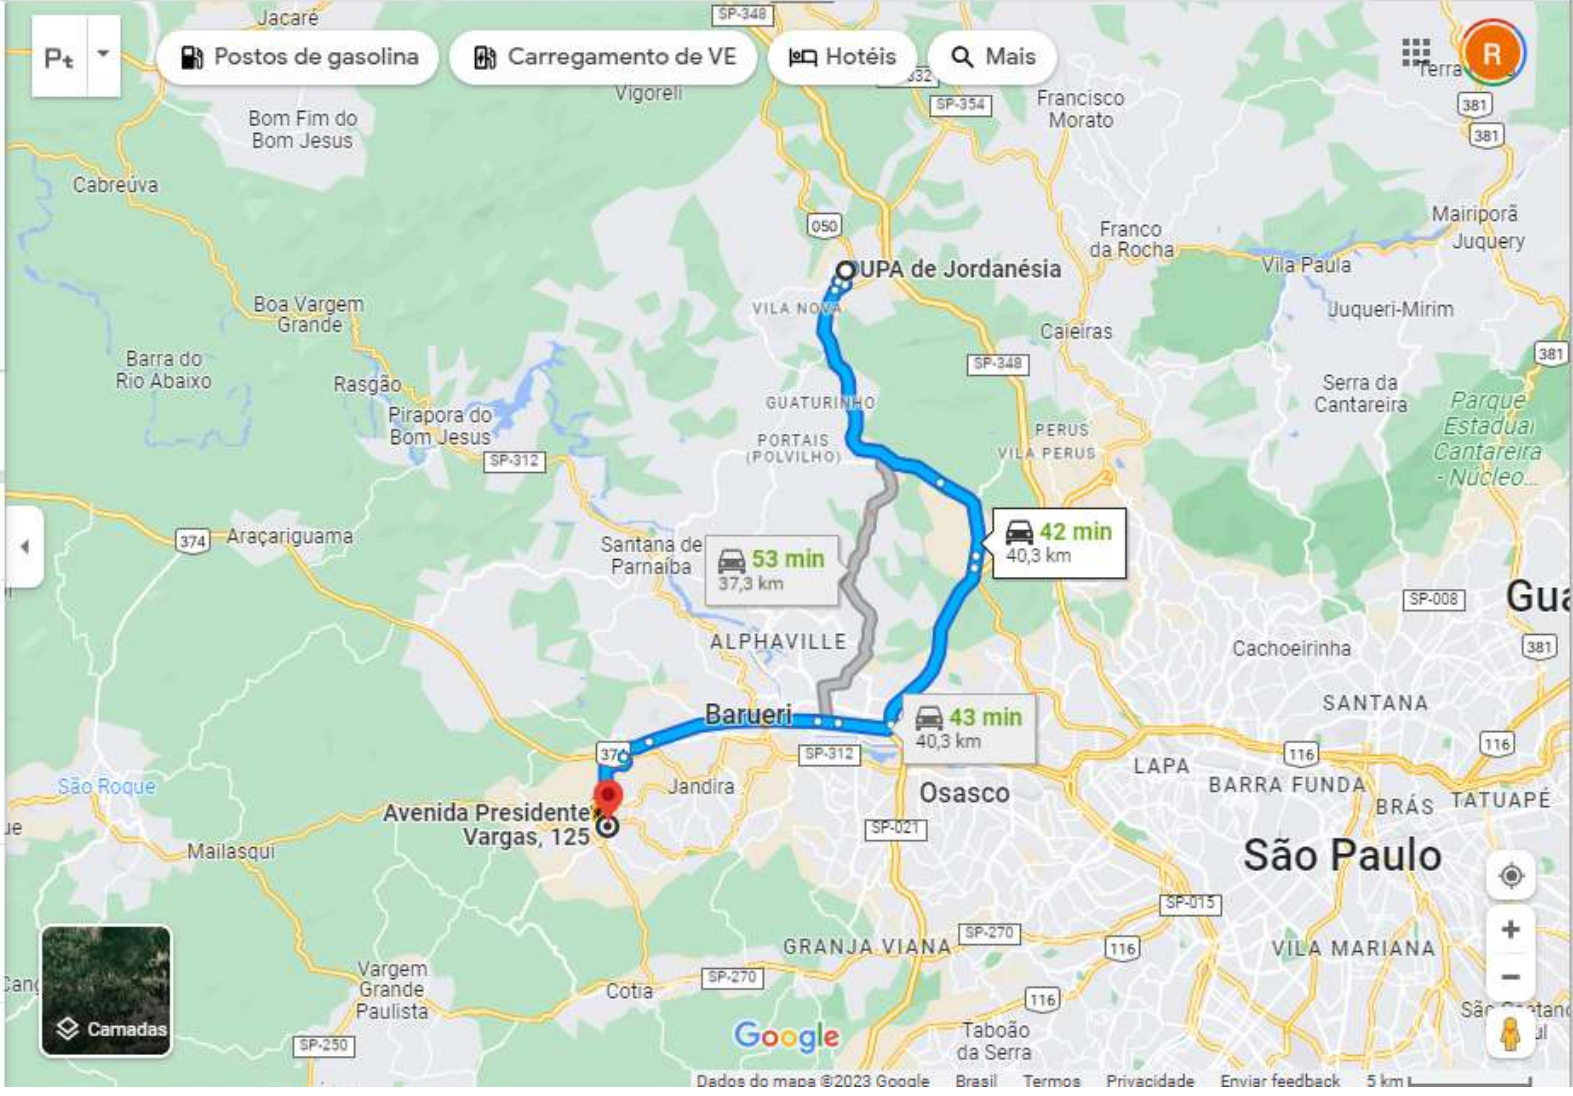 Jacaré
SP-348
Pt
Postos de gasolina
Carregamento de VE
Hotéis
Mais
R
Vigoreli
SP-354
Francisco
Morato
381
381
Bom Fim do
Bom Jesus
Cabreúva
050
Franco
da Rocha
Mairiporã
Juquery
Vila Paula
UPA de Jordanésia
Boa Vargem
Grande
VILA NOVA
Juqueri-Mirim
Caieiras
Barra do
Rio Abaixo
SP-348
381
Rasgão
Serra da
Cantareira
GUATURINHO
Pirapora do
Bom Jesus
PORTAIS
(POLVILHO)
PERUS
VILA PERUS
Parque
Estadual
Cantareira
- Núcleo...
SP-312
374
Araçariguama
Santana de
Parnaíba
53 min
37,3 km
42 min
40,3 km
SP-008
Gua
ALPHAVILLE
Cachoeirinha
381
SANTANA
Barueri
43 min
40,3 km
374
SP-312
116
116
LAPA
BARRA FUNDA
São Roque
Jandira
Osasco
BRÁS
TATUAPÉ
Avenida Presidente
Vargas, 125
SP-021
Mailasqui
São Paulo
SP-015
GRANJA VIANA
SP-270
116
VILA MARIANA
Vargem
Grande
Paulista
SP-270
Cotia
116
Camadas
SP-250
Google
Taboão
da Serra
Dados do mapa ©2023 Google
Brasil
Termos
Privacidade
Enviar feedback
5 km